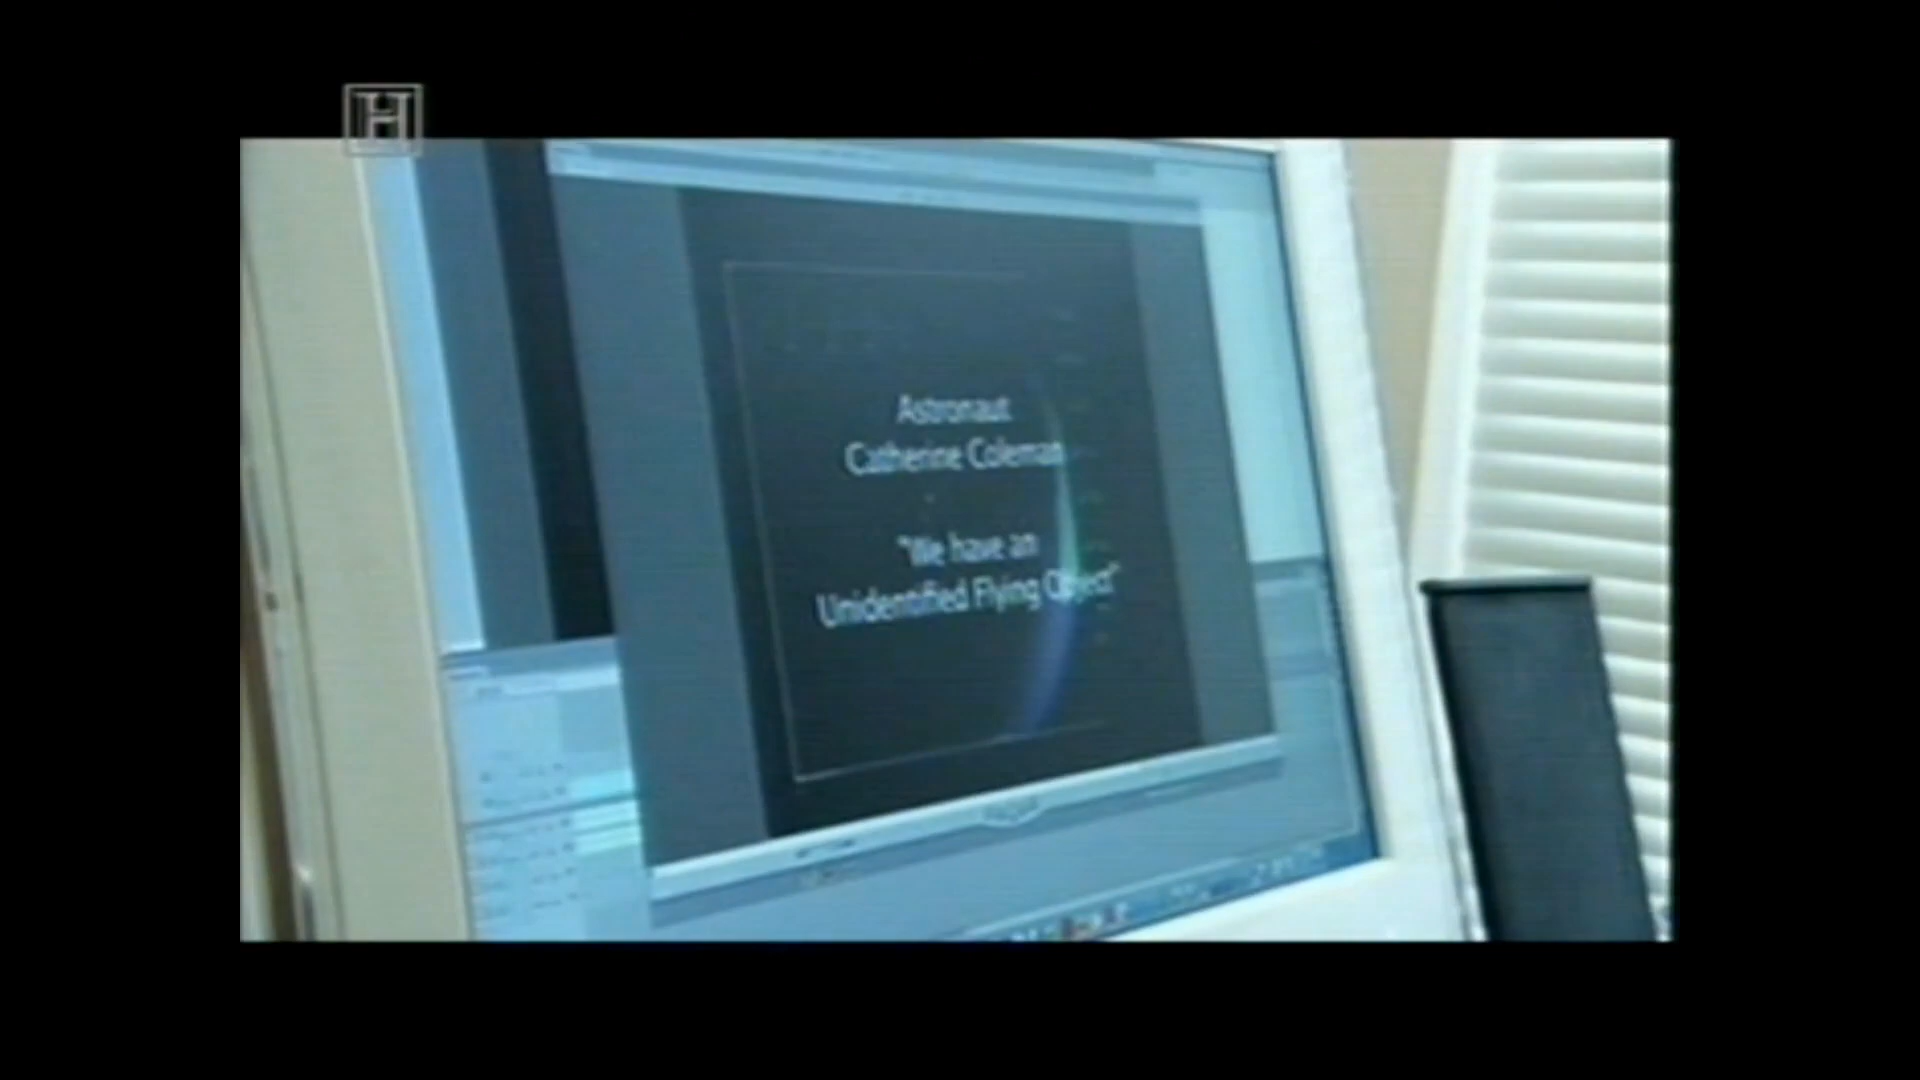 H
Astronaut
Catherine Coleman
"We have an
Unidentified Flying Object"